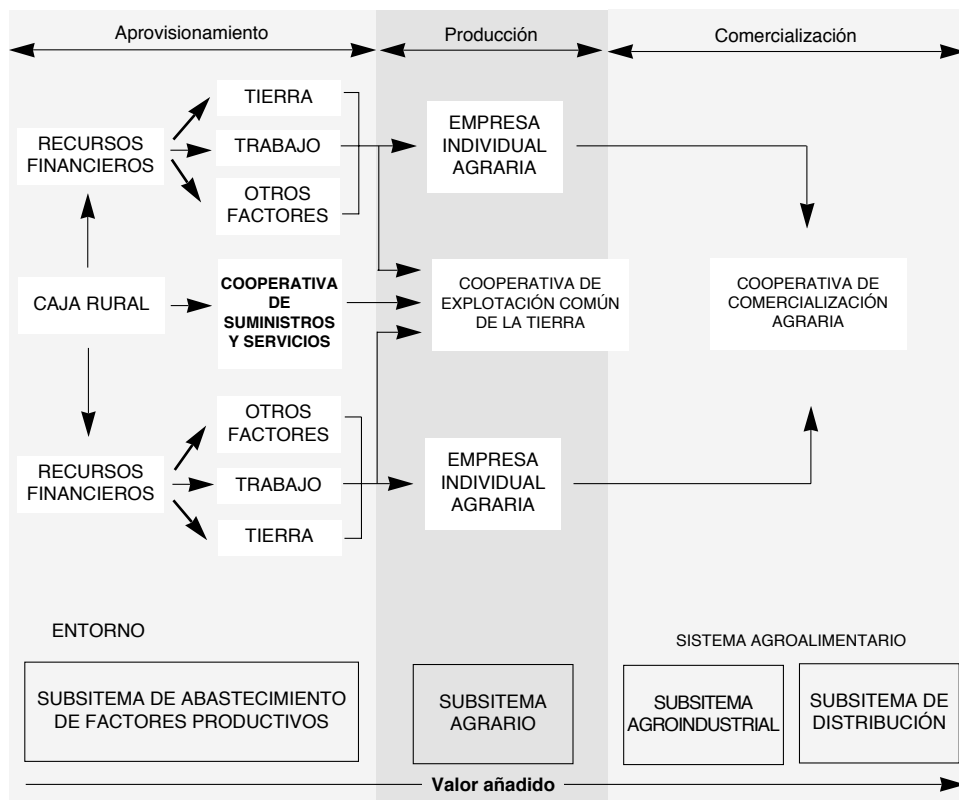 Aprovisionamiento
Producción
Comercialización
TIERRA
RECURSOS
FINANCIEROS
TRABAJO
OTROS
FACTORES
EMPRESA
INDIVIDUAL
AGRARIA
CAJA RURAL
COOPERATIVA
DE
SUMINISTROS
Y SERVICIOS
COOPERATIVA DE
EXPLOTACIÓN COMÚN
DE LA TIERRA
COOPERATIVA DE
COMERCIALIZACIÓN
AGRARIA
RECURSOS
FINANCIEROS
OTROS
FACTORES
TRABAJO
TIERRA
EMPRESA
INDIVIDUAL
AGRARIA
ENTORNO
SISTEMA AGROALIMENTARIO
SUBSITEMA DE ABASTECIMIENTO
DE FACTORES PRODUCTIVOS
SUBSITEMA
AGRARIO
SUBSITEMA
AGROINDUSTRIAL
SUBSITEMA DE
DISTRIBUCIÓN
Valor añadido